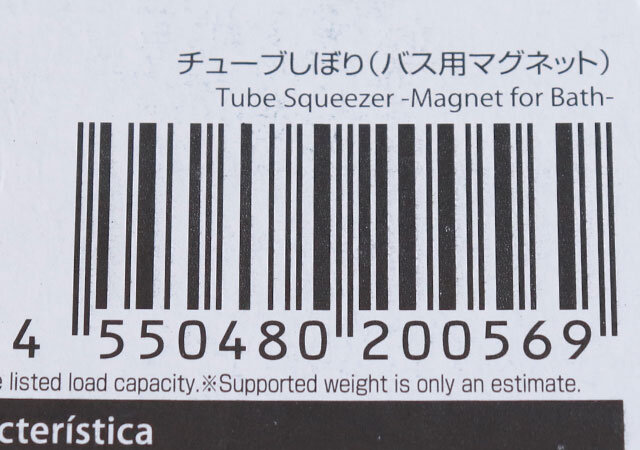 チューブしぼり(バス用マグネット)
Tube Squeezer -Magnet for Bath-
4 550480 200569
listed load capacity.※Supported weight is only an estimate.
cterística